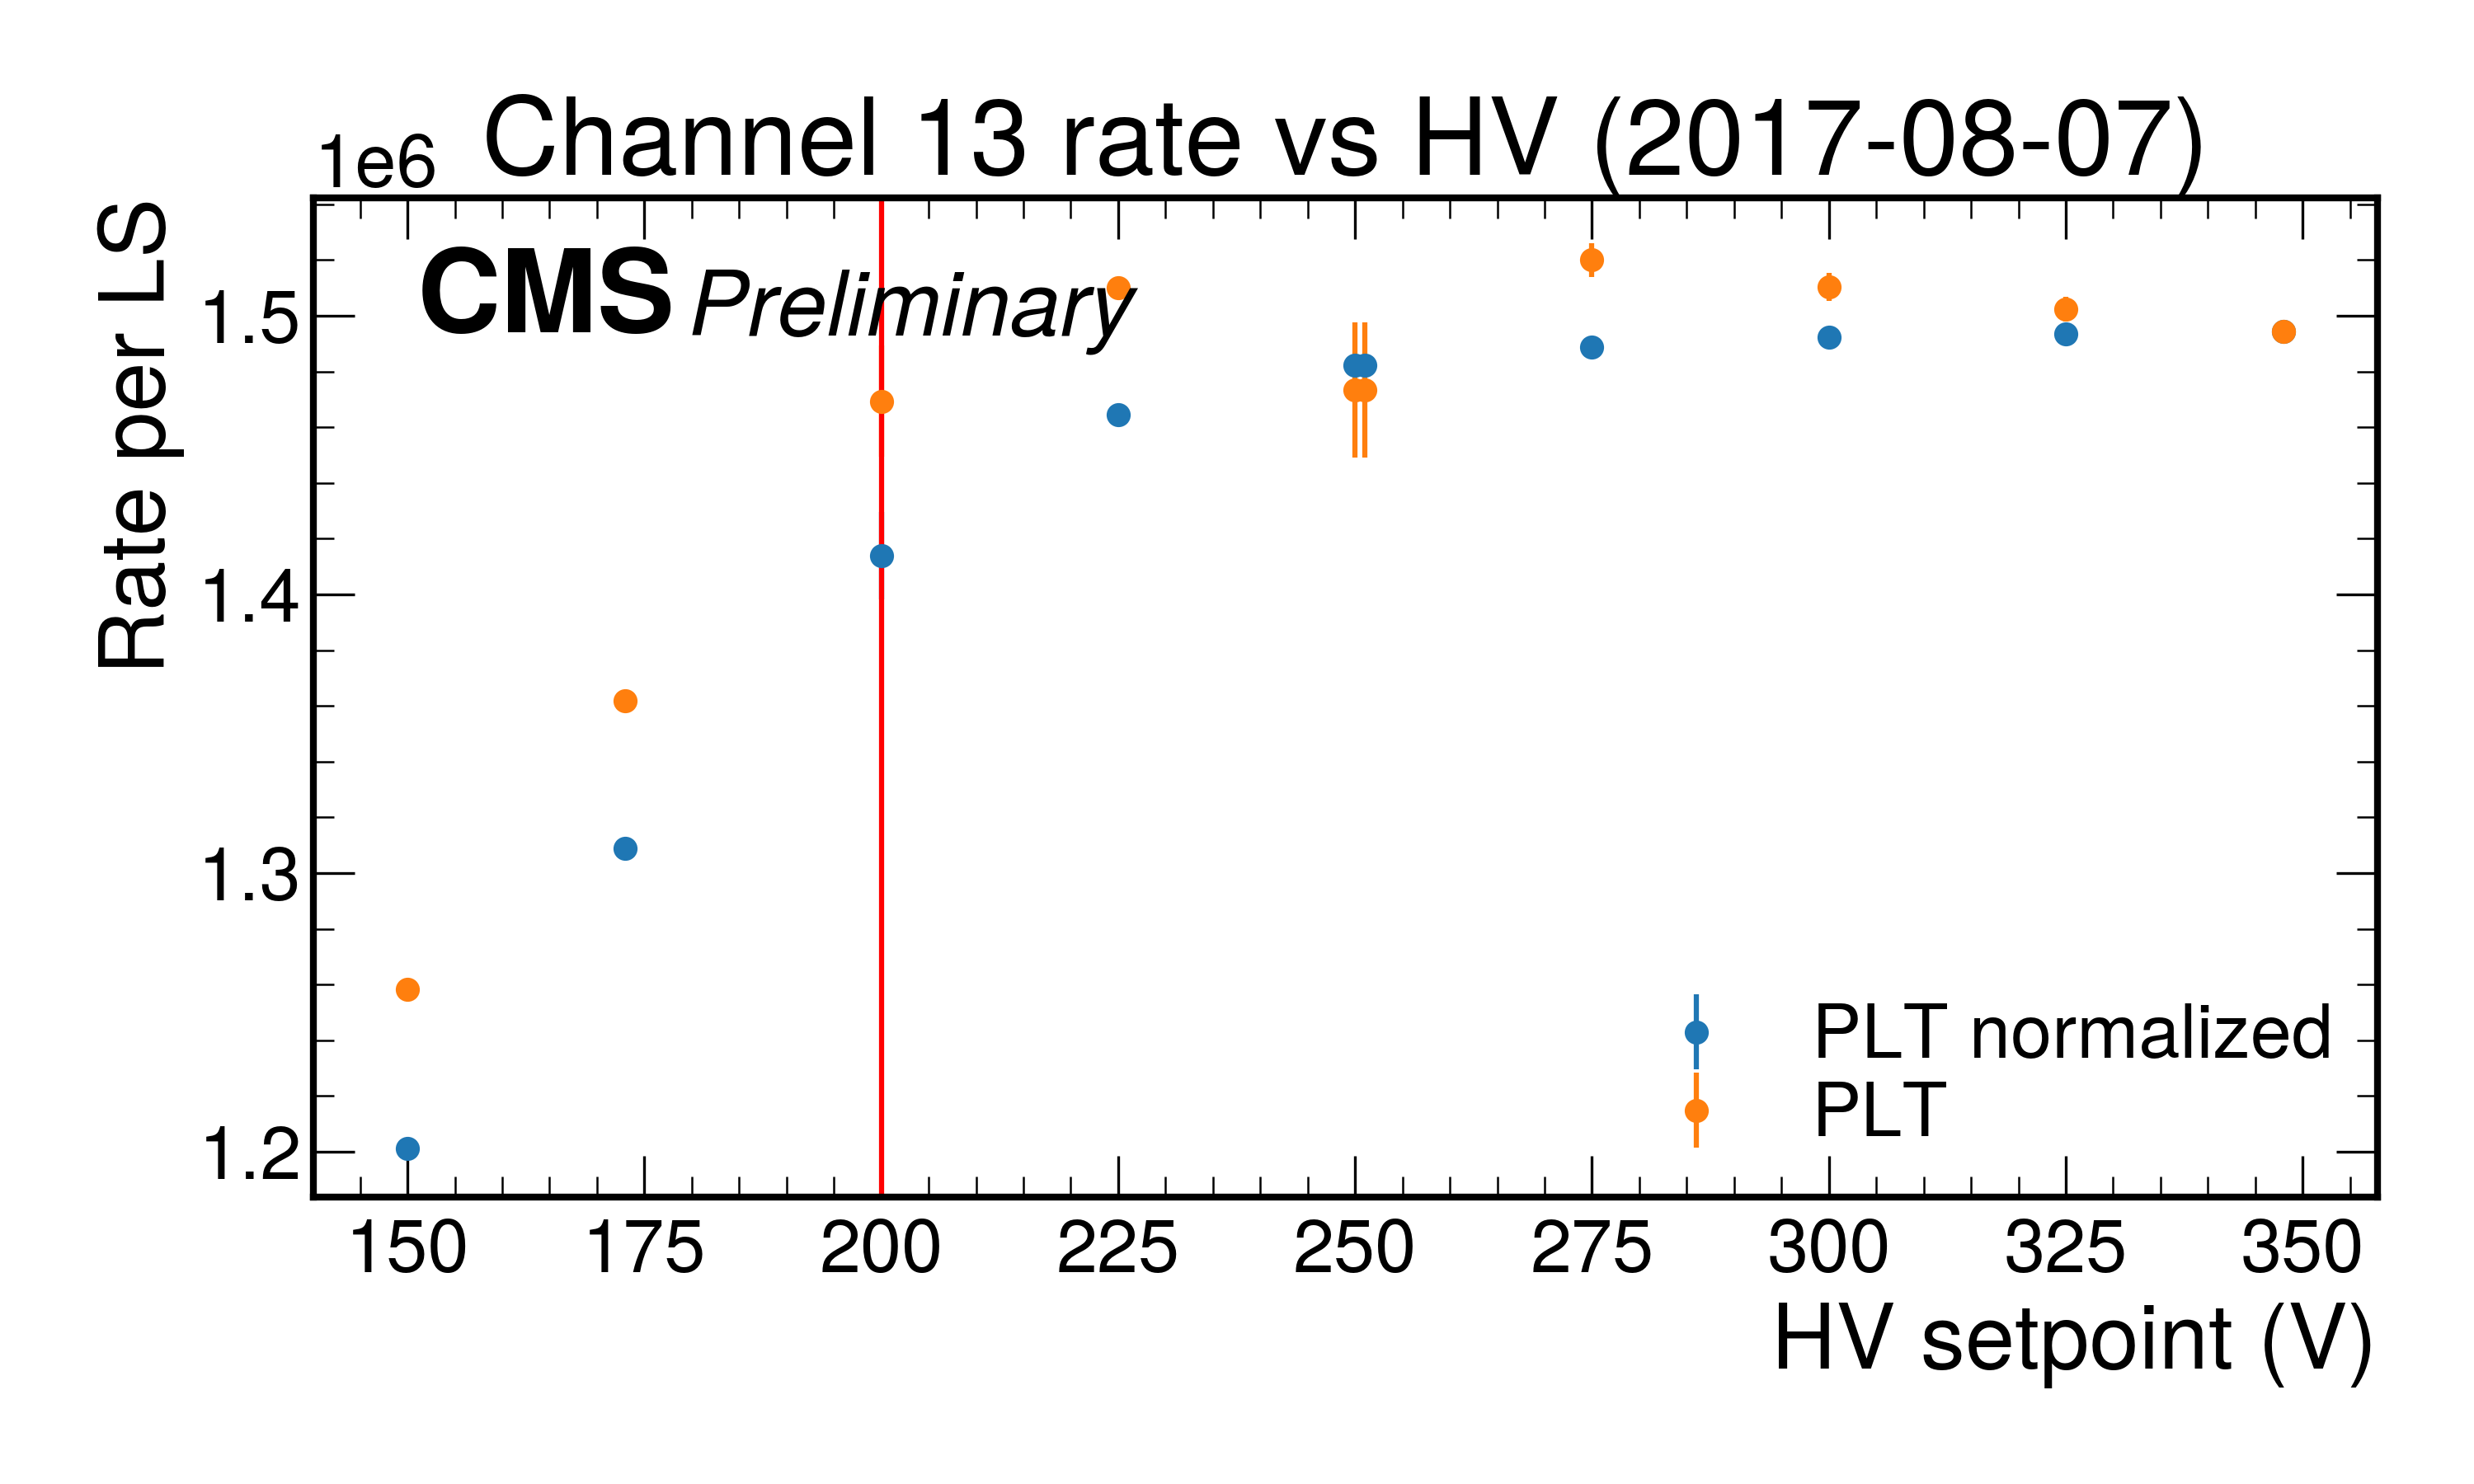 Channel 13 rate vs HV (2017-08-07)
1e6
Rate per LS
CMS Preliminary
1.5
1.4
1.3
1.2
PLT normalized
PLT
150 175 200 225 250 275 300 325 350
HV setpoint (V)